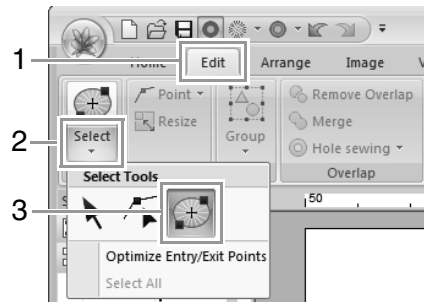 1
Home Edit Arrange Image
2
Select
Point
Resize
Group
Remove Overlap
Merge
Hole sewing
Overlap
Select Tools
3
Optimize Entry/Exit Points
Select All
50